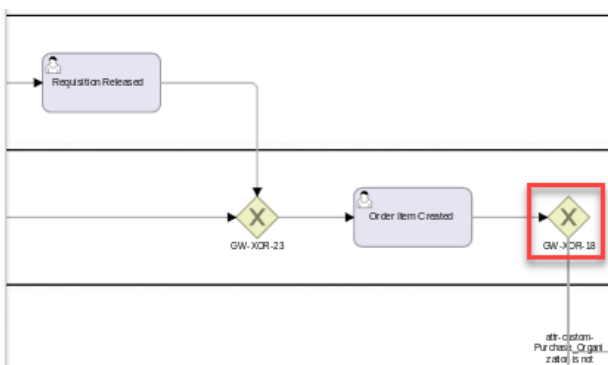 Requisition Released
Order Item Created
GW-XOR-23
GW-XOR-18
attr-custom-
Purchase_Organi
zation is not